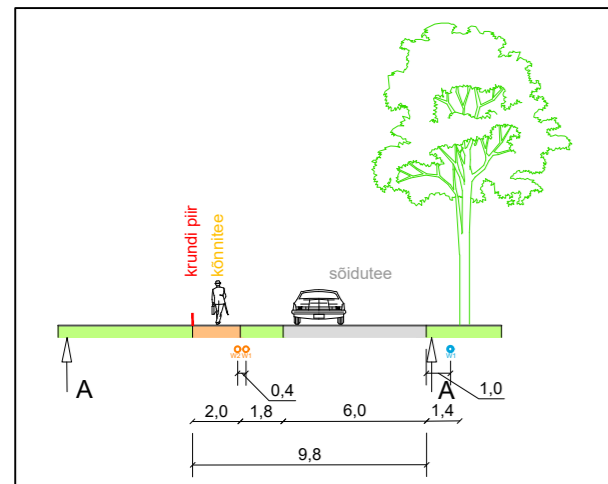 krundi piir
kõnnitee
sõidutee
W2 W1
W1
A
A
0,4
1,0
2,0
1,8
6,0
1,4
9,8